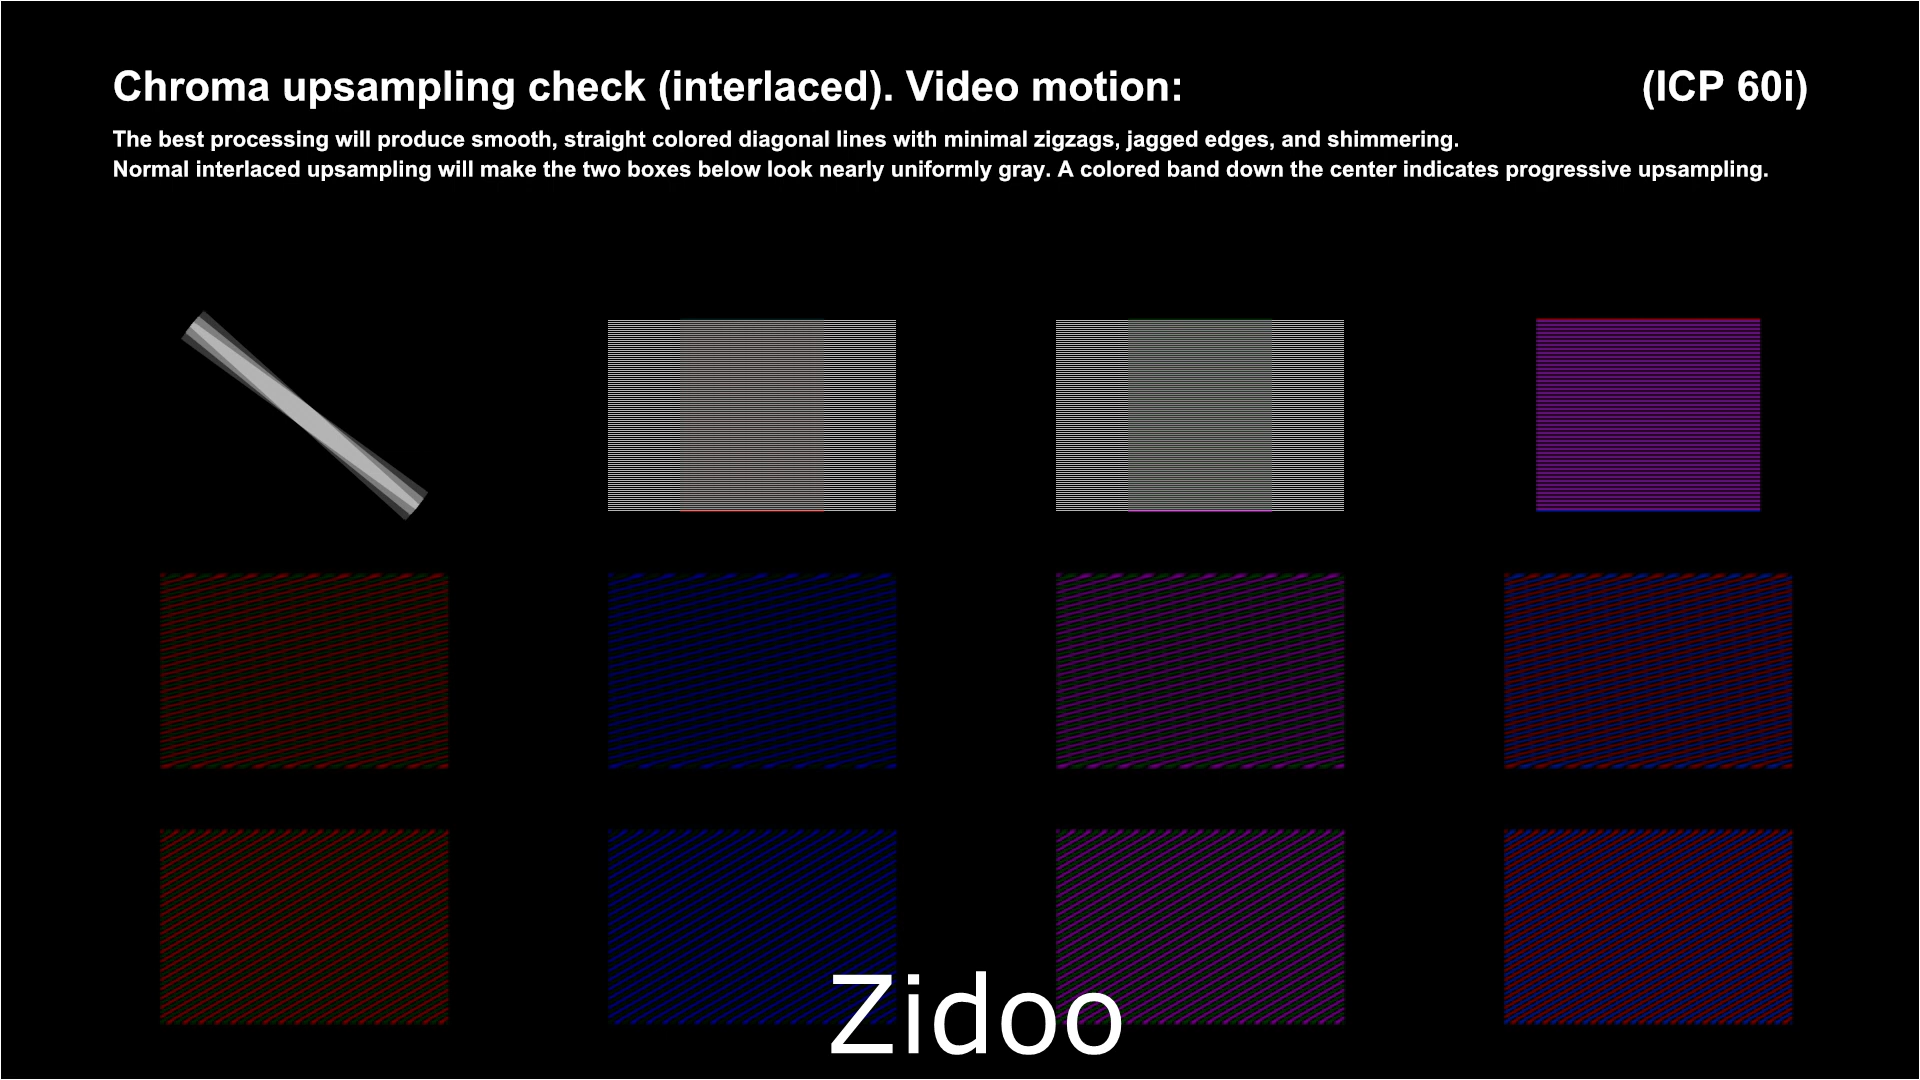 Chroma upsampling check (interlaced). Video motion: (ICP 60i)
The best processing will produce smooth, straight colored diagonal lines with minimal zigzags, jagged edges, and shimmering.
Normal interlaced upsampling will make the two boxes below look nearly uniformly gray. A colored band down the center indicates progressive upsampling.
Zidoo